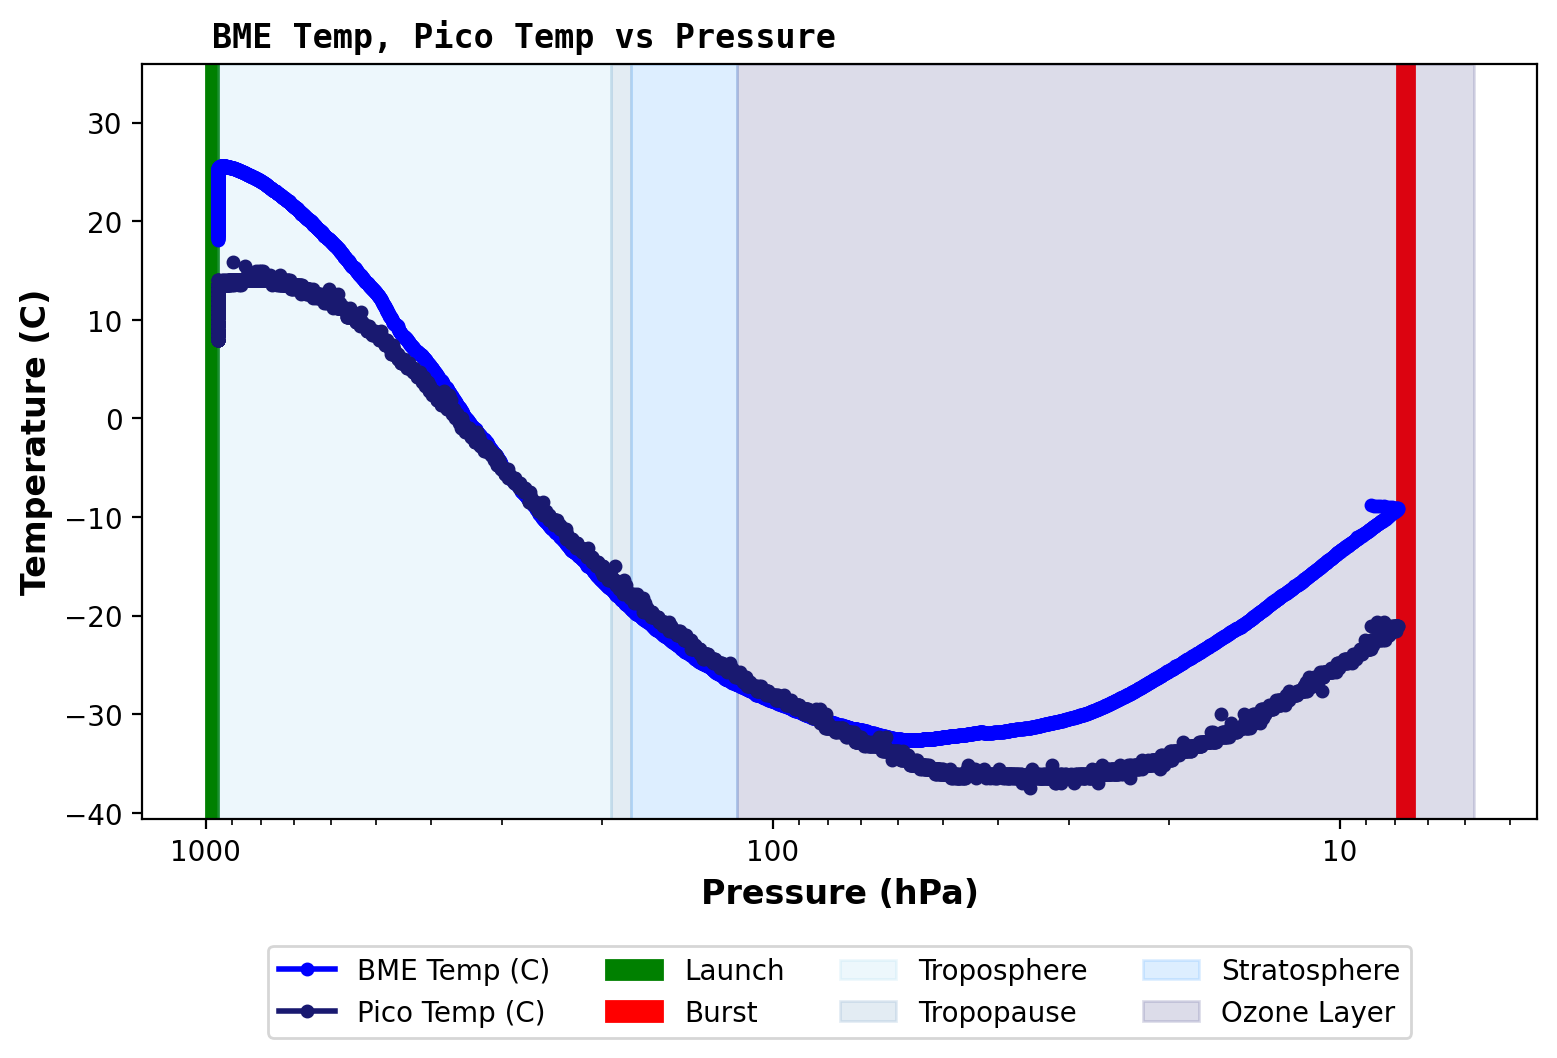 BME Temp, Pico Temp vs Pressure
Temperature (C)
30
20
10
0
−10
−20
−30
−40
1000
100
10
Pressure (hPa)
BME Temp (C)
Pico Temp (C)
Launch
Burst
Troposphere
Tropopause
Stratosphere
Ozone Layer